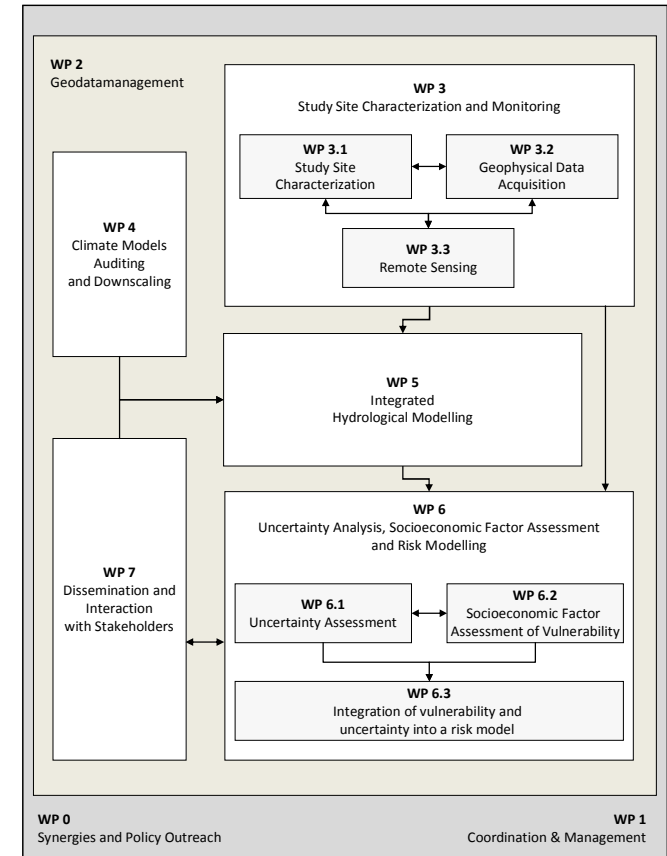 WP 2
Geodatamanagement
WP 3
Study Site Characterization and Monitoring
WP 3.1
Study Site
Characterization
WP 3.2
Geophysical Data
Acquisition
WP 3.3
Remote Sensing
WP 4
Climate Models
Auditing
and Downscaling
WP 5
Integrated
Hydrological Modelling
WP 6
Uncertainty Analysis, Socioeconomic Factor Assessment
and Risk Modelling
WP 6.1
Uncertainty Assessment
WP 6.2
Socioeconomic Factor
Assessment of Vulnerability
WP 6.3
Integration of vulnerability and
uncertainty into a risk model
WP 7
Dissemination and
Interaction
with Stakeholders
WP 0
Synergies and Policy Outreach
WP 1
Coordination & Management